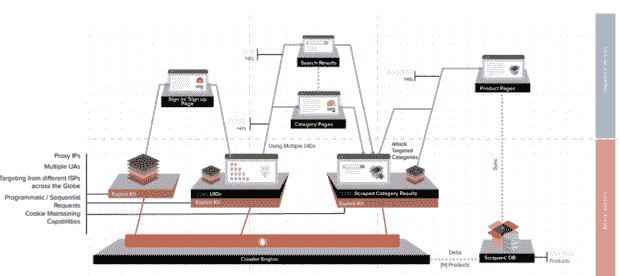 Hits
Search Results
Hits
Sign in/ Sign up
Page
Product Pages
Hits
Category Pages
Using Multiple UIDs
Attack
Targeted
Categories
Sync
Proxy IPs
Multiple UAs
Targeting from different ISPs
across the Globe
Programmatic / Sequential
Requests
Cookie Maintaining
Capabilities
Exploit Kit
UIDs
Exploit Kit
Scraped Category Results
Exploit Kit
Crawler Engine
Delta
[N] Products
Scrapers' DB
Products